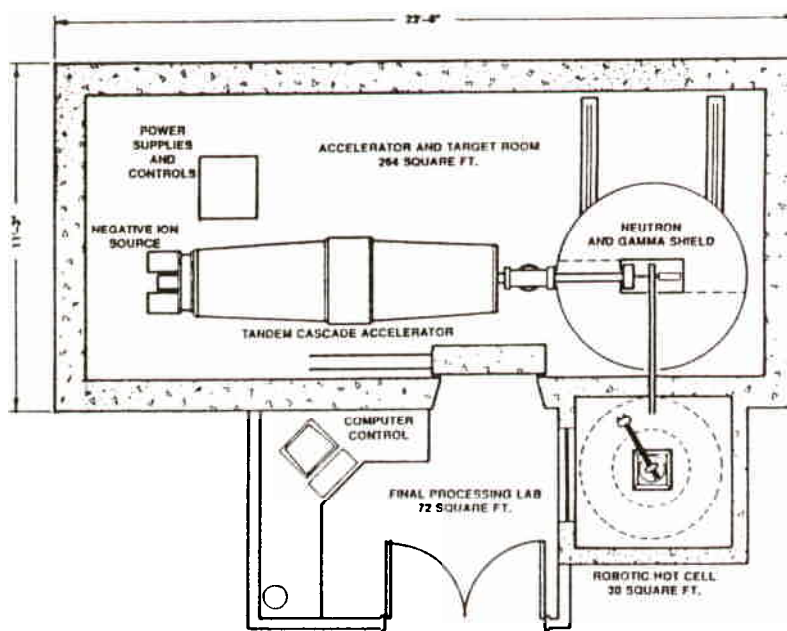 23'-6"
11'-3"
POWER
SUPPLIES
AND
CONTROLS
ACCELERATOR AND TARGET ROOM
264 SQUARE FT.
NEGATIVE ION
SOURCE
NEUTRON
AND GAMMA SHIELD
TANDEM CASCADE ACCELERATOR
COMPUTER
CONTROL
FINAL PROCESSING LAB
72 SQUARE FT.
ROBOTIC HOT CELL
30 SQUARE FT.